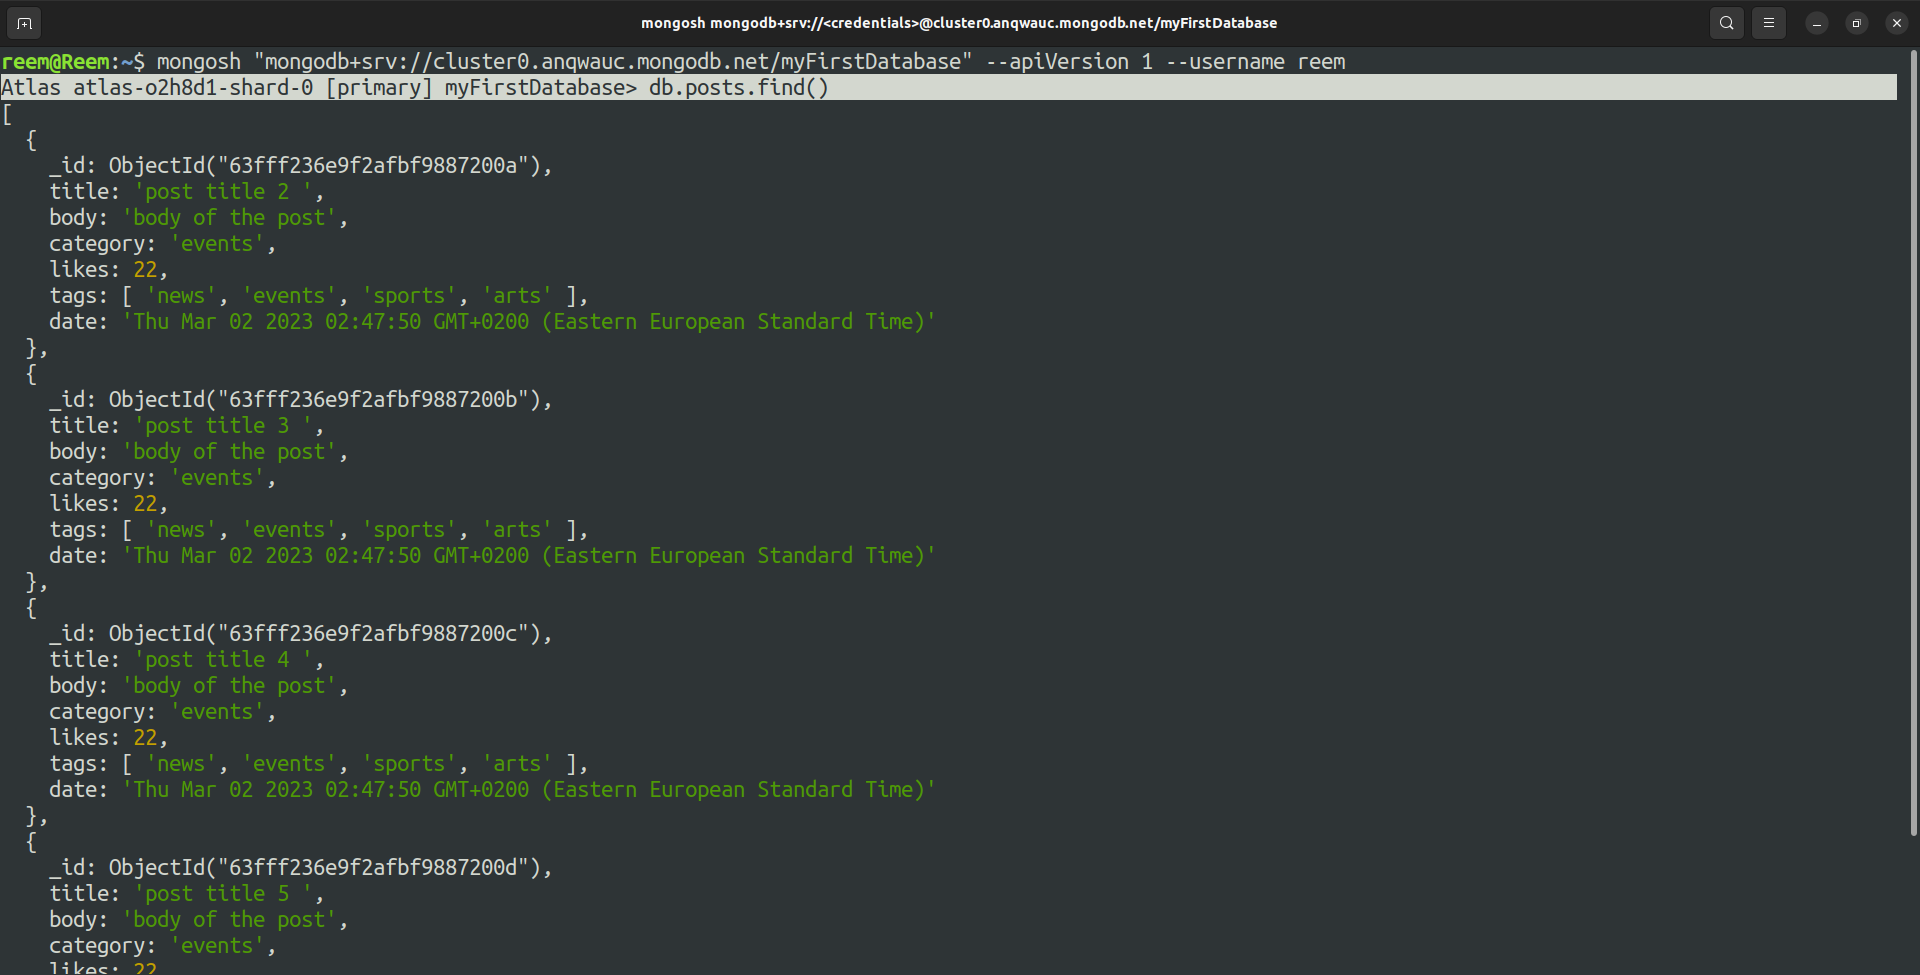 mongosh mongodb+srv://<credentials>@cluster0.anqwauc.mongodb.net/myFirstDatabase
reem@Reem:~$ mongosh "mongodb+srv://cluster0.anqwauc.mongodb.net/myFirstDatabase" --apiVersion 1 --username reem
Atlas atlas-o2h8d1-shard-0 [primary] myFirstDatabase> db.posts.find()
[
  {
    _id: ObjectId("63fff236e9f2afbf9887200a"),
    title: 'post title 2 ',
    body: 'body of the post',
    category: 'events',
    likes: 22,
    tags: [ 'news', 'events', 'sports', 'arts' ],
    date: 'Thu Mar 02 2023 02:47:50 GMT+0200 (Eastern European Standard Time)'
  },
  {
    _id: ObjectId("63fff236e9f2afbf9887200b"),
    title: 'post title 3 ',
    body: 'body of the post',
    category: 'events',
    likes: 22,
    tags: [ 'news', 'events', 'sports', 'arts' ],
    date: 'Thu Mar 02 2023 02:47:50 GMT+0200 (Eastern European Standard Time)'
  },
  {
    _id: ObjectId("63fff236e9f2afbf9887200c"),
    title: 'post title 4 ',
    body: 'body of the post',
    category: 'events',
    likes: 22,
    tags: [ 'news', 'events', 'sports', 'arts' ],
    date: 'Thu Mar 02 2023 02:47:50 GMT+0200 (Eastern European Standard Time)'
  },
  {
    _id: ObjectId("63fff236e9f2afbf9887200d"),
    title: 'post title 5 ',
    body: 'body of the post',
    category: 'events',
    likes: 22